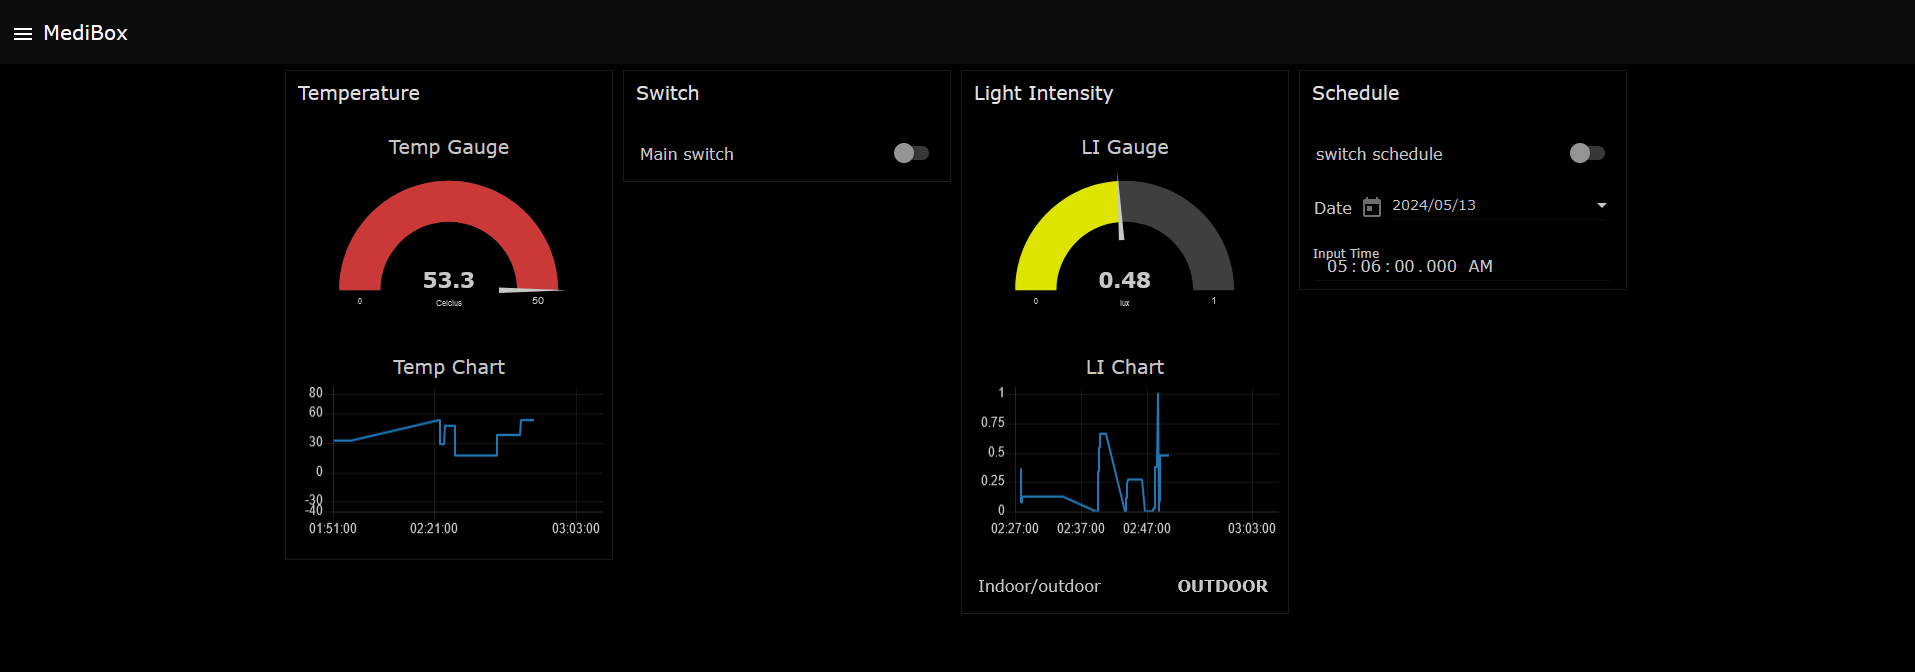 MediBox
Temperature
Temp Gauge
53.3
Celcius
0
50
Temp Chart
80
60
30
0
-30
-40
01:51:00
02:21:00
03:03:00
Switch
Main switch
Light Intensity
LI Gauge
0.48
lux
0
1
LI Chart
1
0.75
0.5
0.25
0
02:27:00
02:37:00
02:47:00
03:03:00
Indoor/outdoor OUTDOOR
Schedule
switch schedule
Date 2024/05/13
Input Time
05:06:00.000 AM